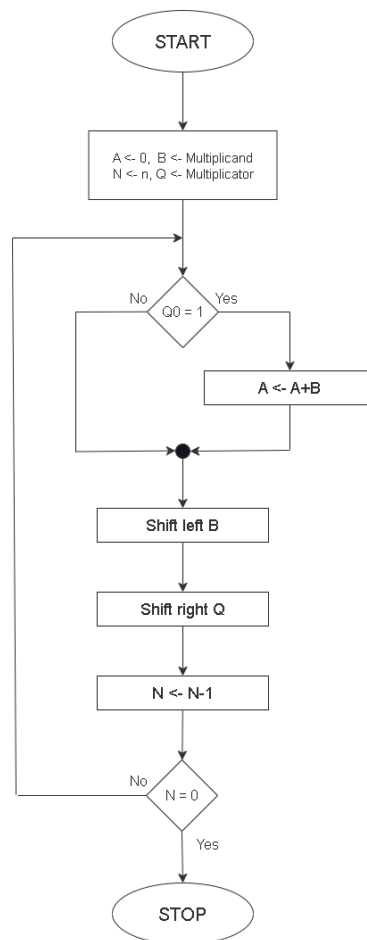 START
A <- 0, B <- Multiplicand
N <- n, Q <- Multiplicator
No
Yes
Q0 = 1
A <- A+B
Shift left B
Shift right Q
N <- N-1
No
N = 0
Yes
STOP